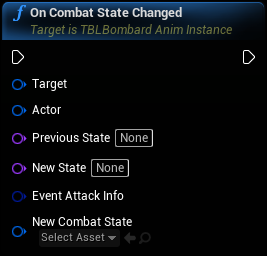 On Combat State Changed
Target is TBLBombard Anim Instance
Target
Actor
Previous State None
New State None
Event Attack Info
New Combat State
Select Asset